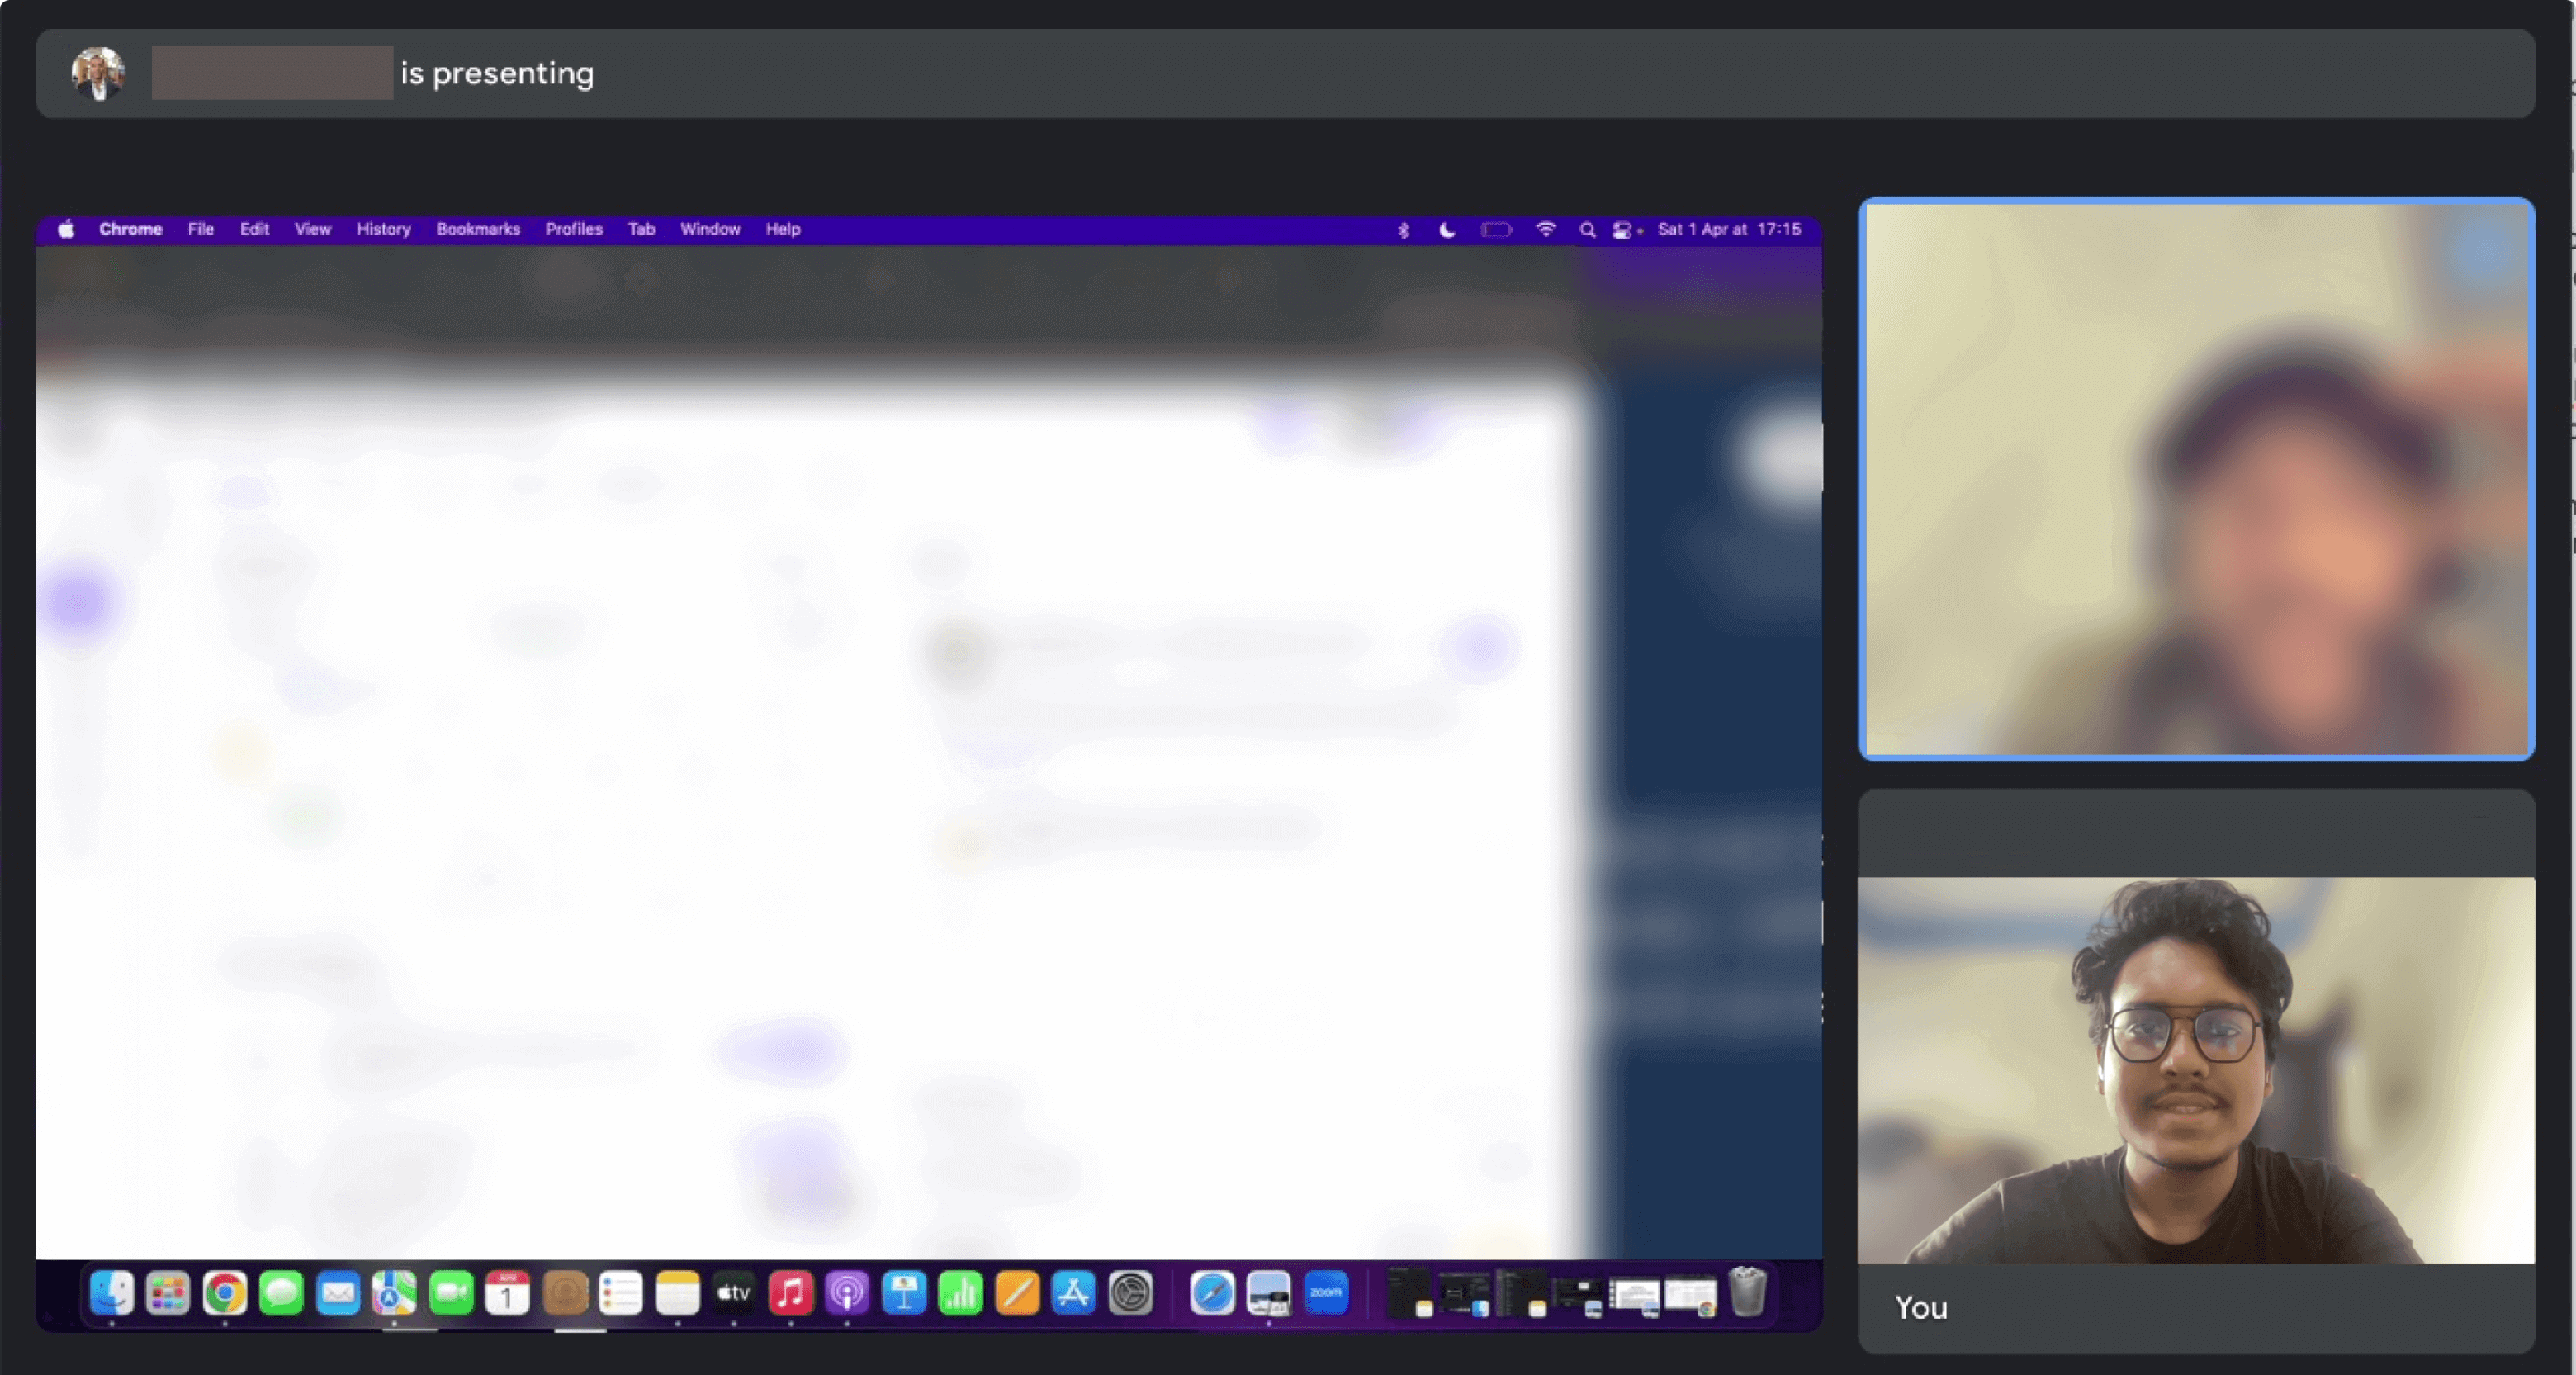 is presenting
Chrome File Edit View History Bookmarks Profiles Tab Window Help Sat 1 Apr at 17:15
APR
1
tv
zoom
You